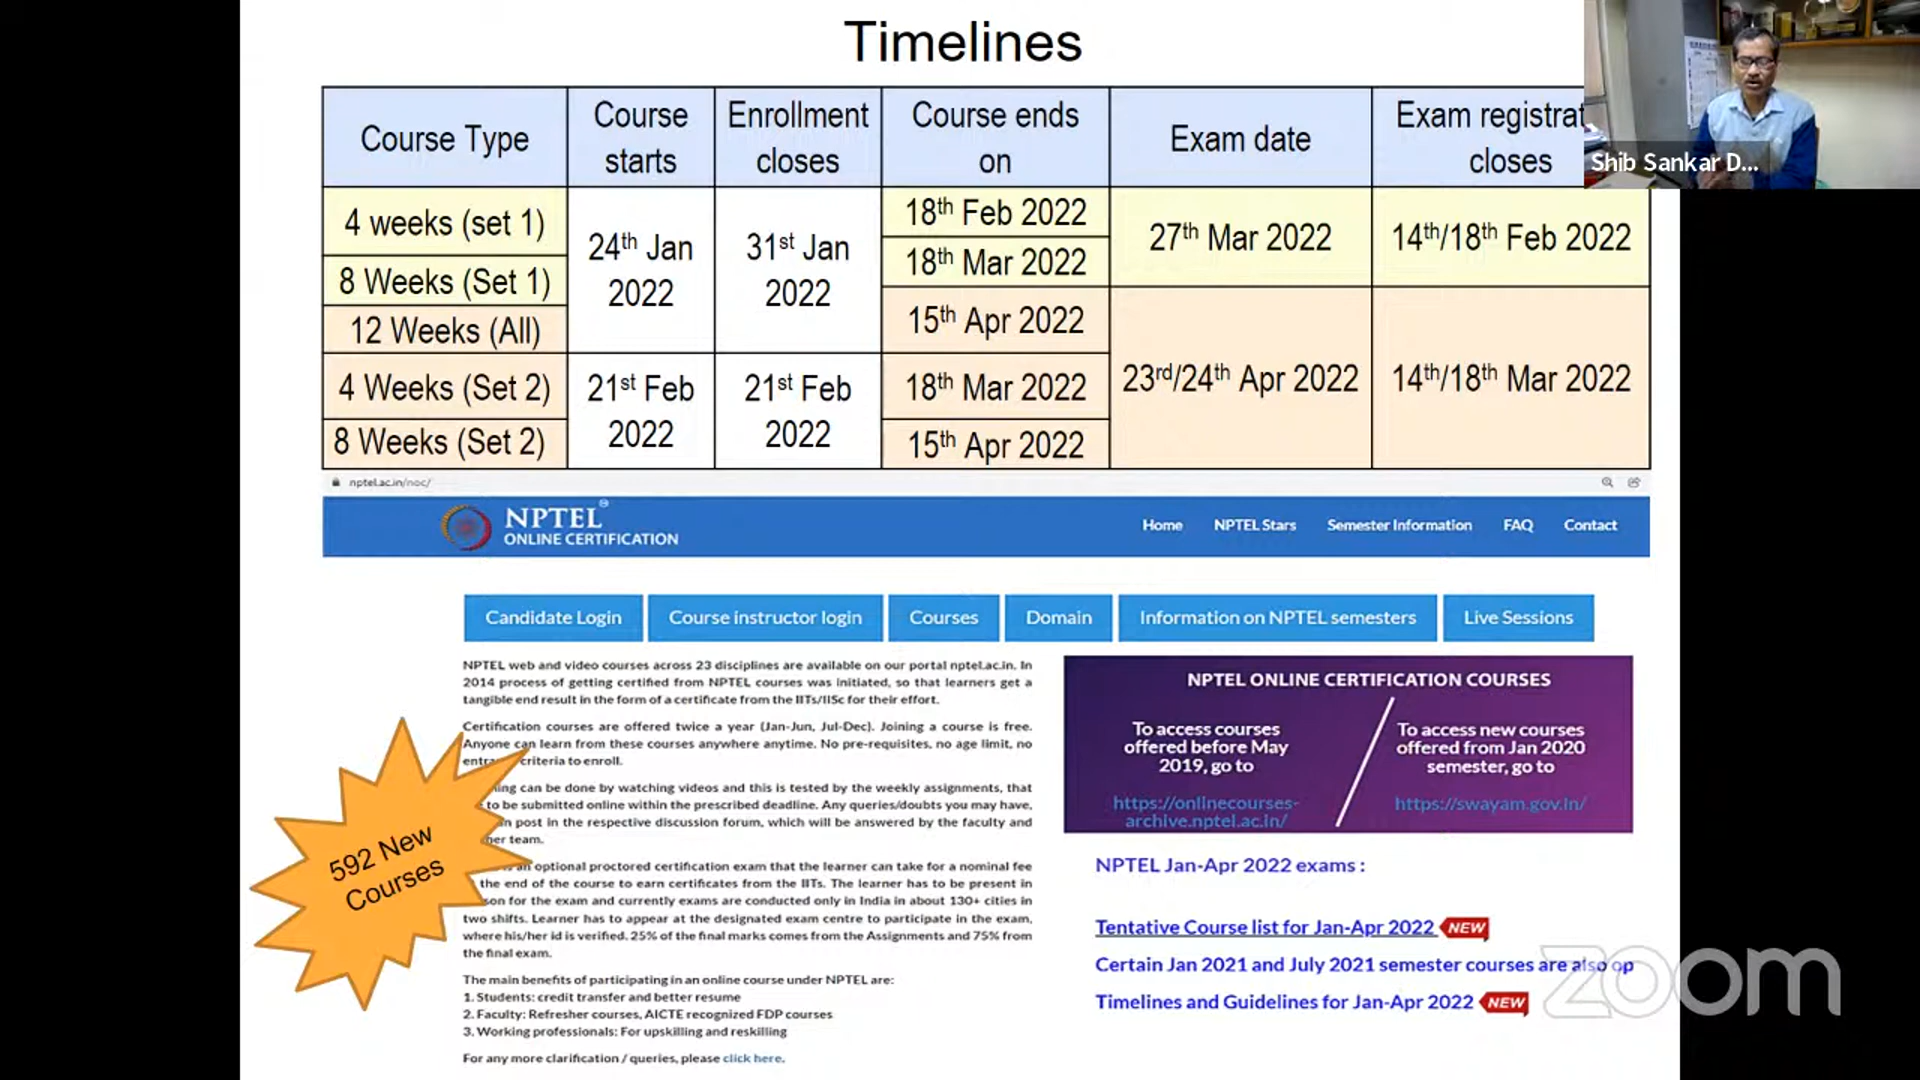 Timelines
Course Type
Course
starts
Enrollment
closes
Course ends
on
Exam date
Exam registrat
closes
Shib Sankar D...
4 weeks (set 1)
8 Weeks (Set 1)
12 Weeks (All)
4 Weeks (Set 2)
8 Weeks (Set 2)
24th Jan
2022
31st Jan
2022
21st Feb
2022
21st Feb
2022
18th Feb 2022
18th Mar 2022
15th Apr 2022
18th Mar 2022
15th Apr 2022
27th Mar 2022
23rd/24th Apr 2022
14th/18th Feb 2022
14th/18th Mar 2022
nptel.ac.in/noc/
NPTEL
ONLINE CERTIFICATION
Home NPTEL Stars Semester Information FAQ Contact
Candidate Login Course instructor login Courses Domain Information on NPTEL semesters Live Sessions
NPTEL web and video courses across 23 disciplines are available on our portal nptel.ac.in. In
2014 process of getting certified from NPTEL courses was initiated, so that learners get a
tangible end result in the form of a certificate from the IITs/IISc for their effort.
Certification courses are offered twice a year (Jan-Jun, Jul-Dec). Joining a course is free.
Anyone can learn from these courses anywhere anytime. No pre-requisites, no age limit, no
entra criteria to enroll.
ing can be done by watching videos and this is tested by the weekly assignments, that
to be submitted online within the prescribed deadline. Any queries/doubts you may have,
n post in the respective discussion forum, which will be answered by the faculty and
her team.
an optional proctored certification exam that the learner can take for a nominal fee
the end of the course to earn certificates from the IITs. The learner has to be present in
son for the exam and currently exams are conducted only in India in about 130+ cities in
two shifts. Learner has to appear at the designated exam centre to participate in the exam,
where his/her id is verified. 25% of the final marks comes from the Assignments and 75% from
the final exam.
The main benefits of participating in an online course under NPTEL are:
1. Students: credit transfer and better resume
2. Faculty: Refresher courses, AICTE recognized FDP courses
3. Working professionals: For upskilling and reskilling
For any more clarification / queries, please click here.
592 New
Courses
NPTEL ONLINE CERTIFICATION COURSES
To access courses
offered before May
2019, go to
https://onlinecourses-
archive.nptel.ac.in/
To access new courses
offered from Jan 2020
semester, go to
https://swayam.gov.in/
NPTEL Jan-Apr 2022 exams :
Tentative Course list for Jan-Apr 2022 NEW
Certain Jan 2021 and July 2021 semester courses are also op
Timelines and Guidelines for Jan-Apr 2022 NEW
zoom